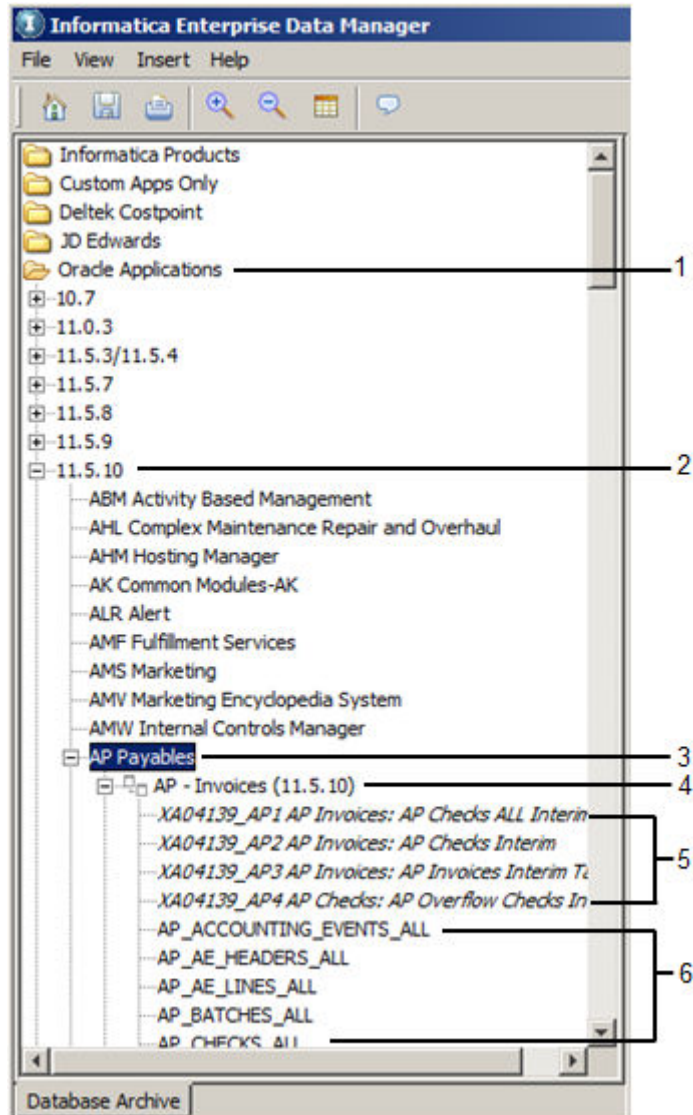 Informatica Enterprise Data Manager
File View Insert Help
Informatica Products
Custom Apps Only
Deltek Costpoint
JD Edwards
Oracle Applications 1
10.7
11.0.3
11.5.3/11.5.4
11.5.7
11.5.8
11.5.9
11.5.10 2
ABM Activity Based Management
AHL Complex Maintenance Repair and Overhaul
AHM Hosting Manager
AK Common Modules-AK
ALR Alert
AMF Fulfillment Services
AMS Marketing
AMV Marketing Encyclopedia System
AMW Internal Controls Manager
AP Payables 3
AP - Invoices (11.5.10) 4
XA04139_AP1 AP Invoices: AP Checks ALL Interim
XA04139_AP2 AP Invoices: AP Checks Interim
5
XA04139_AP3 AP Invoices: AP Invoices Interim Ta
XA04139_AP4 AP Checks: AP Overflow Checks In
AP_ACCOUNTING_EVENTS_ALL
AP_AE_HEADERS_ALL
6
AP_AE_LINES_ALL
AP_BATCHES_ALL
AP_CHECKS_ALL
Database Archive